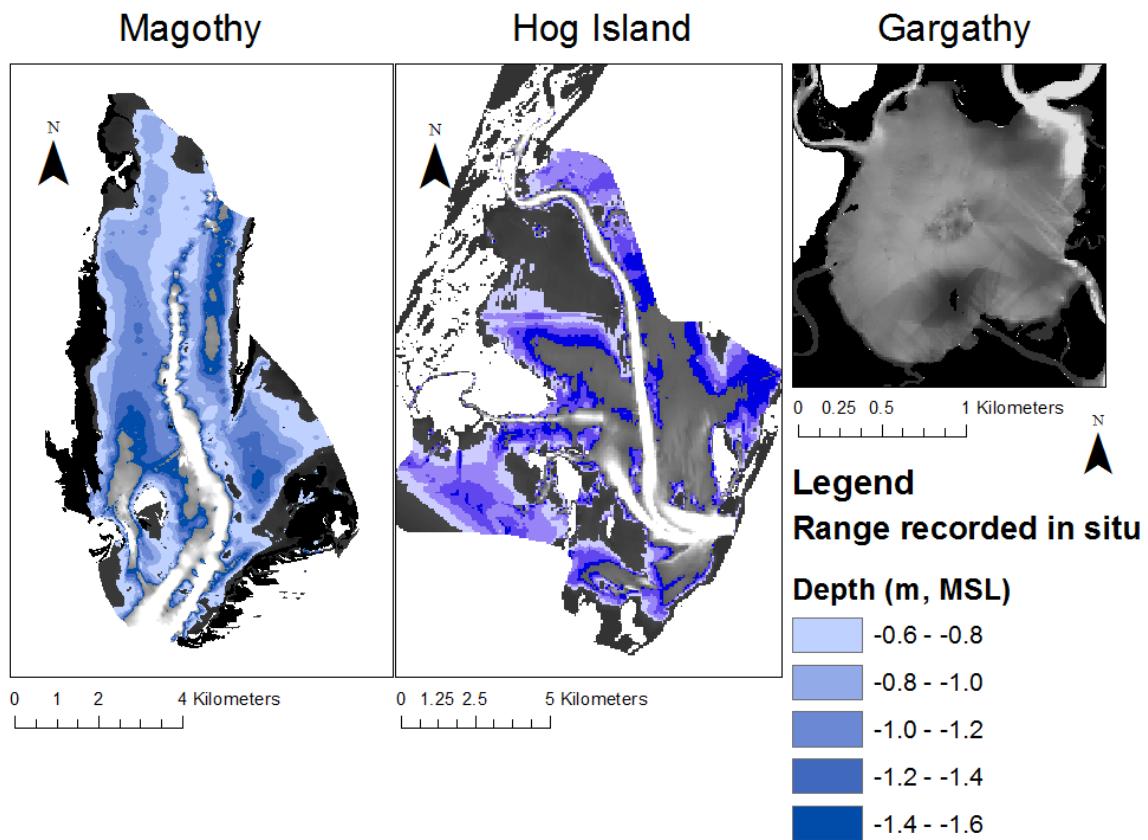 Magothy
Hog Island
Gargathy
N
N
0 0.25 0.5 1 Kilometers
N
Legend
Range recorded in situ
Depth (m, MSL)
-0.6 - -0.8
-0.8 - -1.0
-1.0 - -1.2
-1.2 - -1.4
-1.4 - -1.6
0 1 2 4 Kilometers
0 1.25 2.5 5 Kilometers